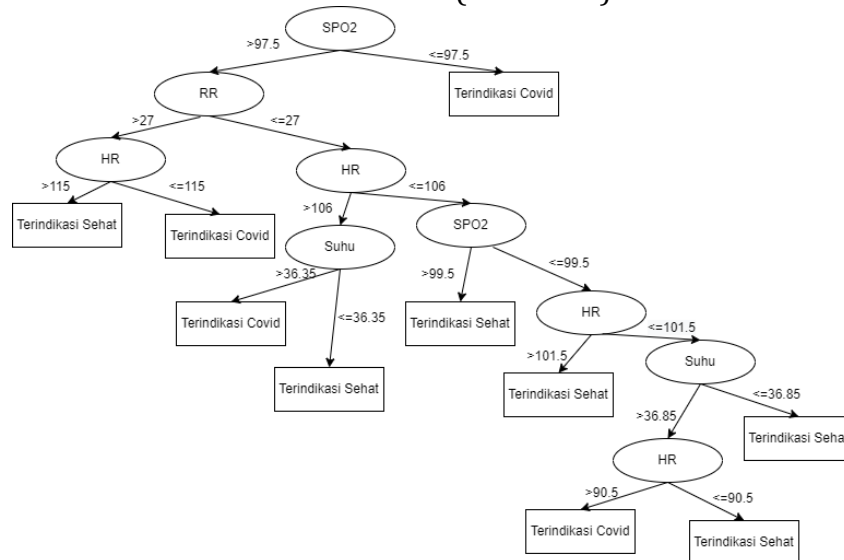 SPO2
>97.5
<=97.5
RR
Terindikasi Covid
>27
<=27
HR
HR
>115
<=115
>106
<=106
Terindikasi Sehat
Terindikasi Covid
SPO2
Suhu
>36.35
<=36.35
>99.5
<=99.5
Terindikasi Covid
Terindikasi Sehat
HR
>101.5
<=101.5
Terindikasi Sehat
Terindikasi Sehat
Suhu
>36.85
<=36.85
Terindikasi Seha
HR
>90.5
<=90.5
Terindikasi Covid
Terindikasi Sehat